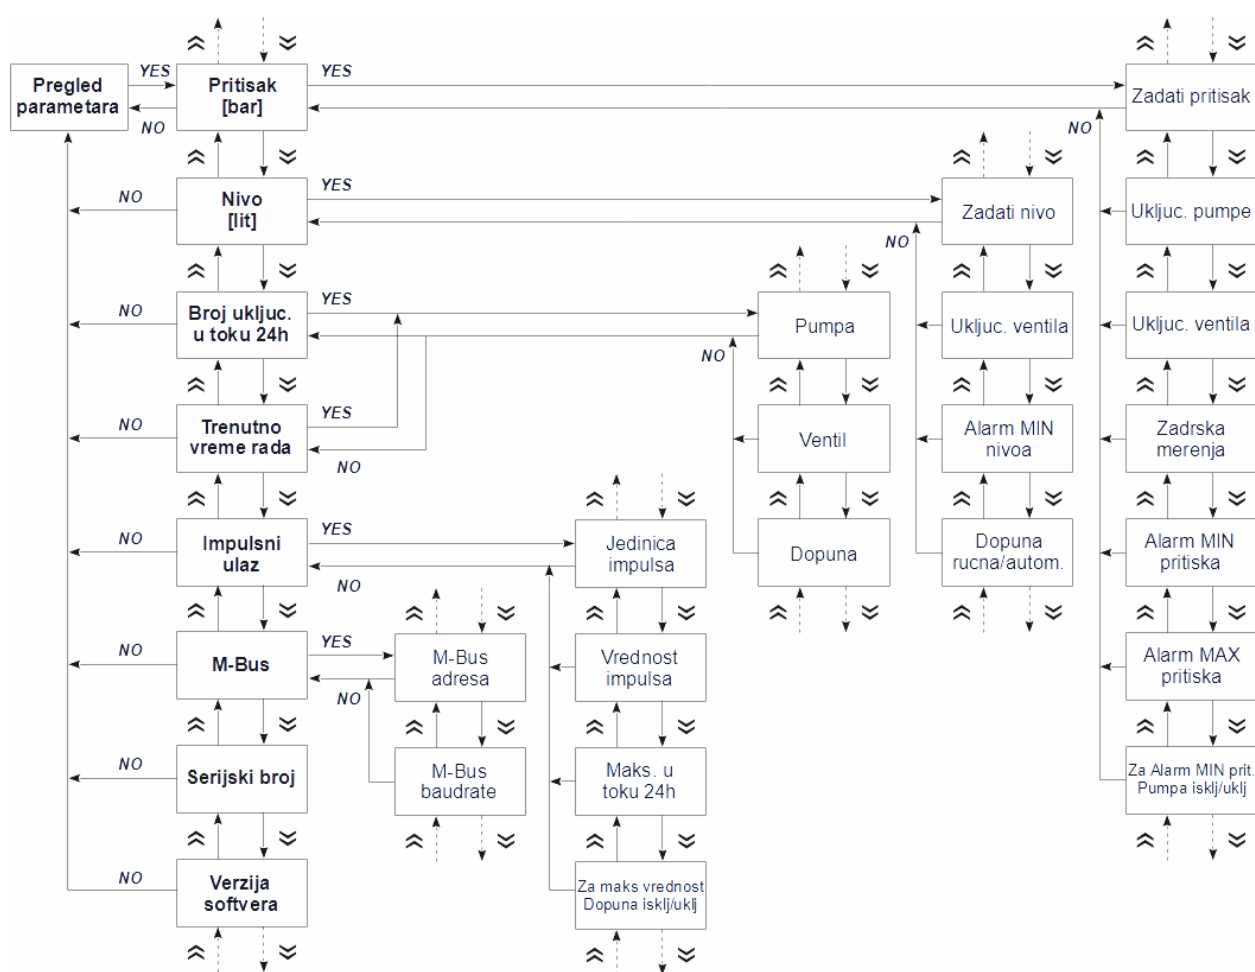 YES
YES
Pregled
parametara
Pritisak
[bar]
Zadati pritisak
NO
NO
NO
YES
Nivo
[lit]
Zadati nivo
Ukljuc. pumpe
NO
NO
YES
Broj ukljuc.
u toku 24h
Pumpa
Ukljuc. ventila
Ukljuc. ventila
NO
NO
YES
Trenutno
vreme rada
NO
Ventil
Alarm MIN
nivoa
Zadrska
merenja
NO
YES
Impulsni
ulaz
NO
Jedinica
impulsa
Dopuna
Dopuna
rucna/autom.
Alarm MIN
pritiska
NO
YES
M-Bus
NO
M-Bus
adresa
Vrednost
impulsa
Alarm MAX
pritiska
NO
Serijski broj
M-Bus
baudrate
Maks. u
toku 24h
Za Alarm MIN prit.
Pumpa isklj/uklj
NO
Verzija
softvera
Za maks vrednost
Dopuna isklj/uklj